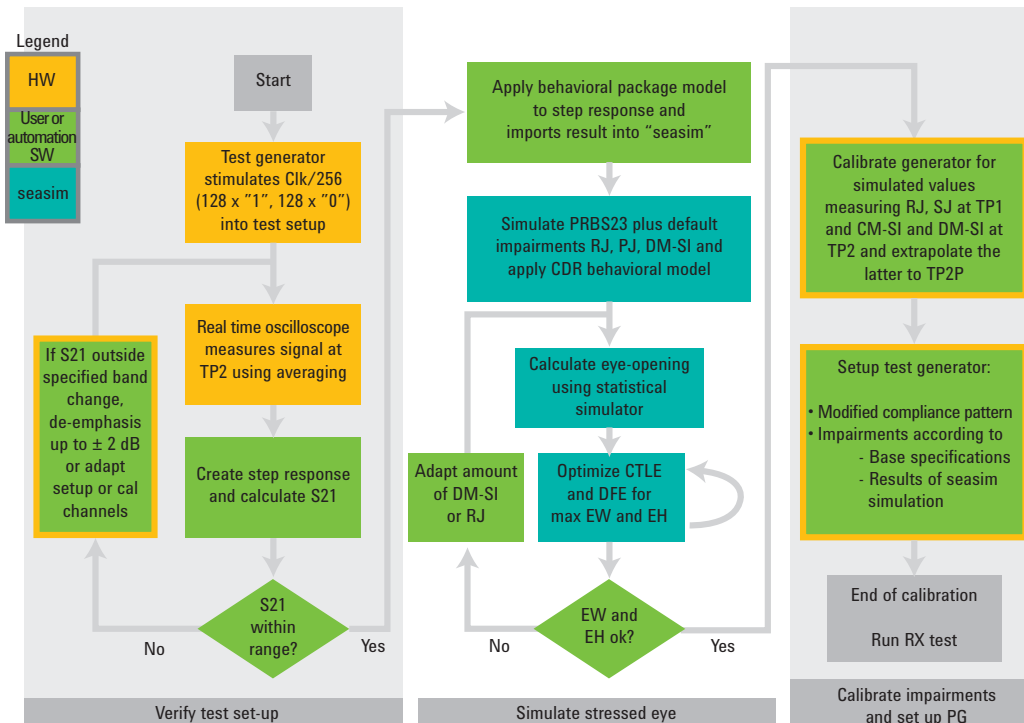 Legend
HW
User or
automation
SW
seasim
Start
Test generator
stimulates Clk/256
(128 x ”1”, 128 x ”0”)
into test setup
Real time oscilloscope
measures signal at
TP2 using averaging
If S21 outside
specified band
change,
de-emphasis
up to ± 2 dB
or adapt
setup or cal
channels
Create step response
and calculate S21
S21
within
range?
No
Yes
Verify test set-up
Apply behavioral package model
to step response and
imports result into “seasim”
Simulate PRBS23 plus default
impairments RJ, PJ, DM-SI and
apply CDR behavioral model
Calculate eye-opening
using statistical
simulator
Adapt amount
of DM-SI
or RJ
Optimize CTLE
and DFE for
max EW and EH
EW and
EH ok?
No
Yes
Simulate stressed eye
Calibrate generator for
simulated values
measuring RJ, SJ at TP1
and CM-SI and DM-SI at
TP2 and extrapolate the
latter to TP2P
Setup test generator:
• Modified compliance pattern
• Impairments according to
- Base specifications
- Results of seasim
simulation
End of calibration
Run RX test
Calibrate impairments
and set up PG